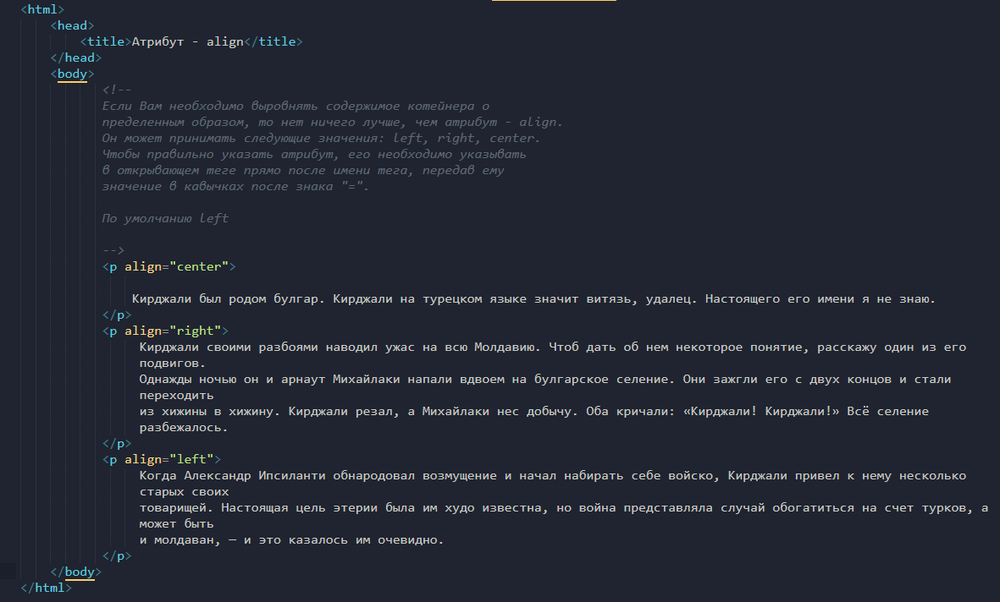 <html>
<head>
<title>Атрибут - align</title>
</head>
<body>
<!--
Если Вам необходимо выровнять содержимое котейнера о
пределенным образом, то нет ничего лучше, чем атрибут - align.
Он может принимать следующие значения: left, right, center.
Чтобы правильно указать атрибут, его необходимо указывать
в открывающем теге прямо после имени тега, передав ему
значение в кавычках после знака "=".
По умолчанию left
-->
<p align="center">
Кирджали был родом булгар. Кирджали на турецком языке значит витязь, удалец. Настоящего его имени я не знаю.
</p>
<p align="right">
Кирджали своими разбоями наводил ужас на всю Молдавию. Чтоб дать об нем некоторое понятие, расскажу один из его
подвигов.
Однажды ночью он и арнаут Михайлаки напали вдвоем на булгарское селение. Они зажгли его с двух концов и стали
переходить
из хижины в хижину. Кирджали резал, а Михайлаки нес добычу. Оба кричали: «Кирджали! Кирджали!» Всё селение
разбежалось.
</p>
<p align="left">
Когда Александр Ипсиланти обнародовал возмущение и начал набирать себе войско, Кирджали привел к нему несколько
старых своих
товарищей. Настоящая цель этерии была им худо известна, но война представляла случай обогатиться на счет турков, а
может быть
и молдаван, — и это казалось им очевидно.
</p>
</body>
</html>